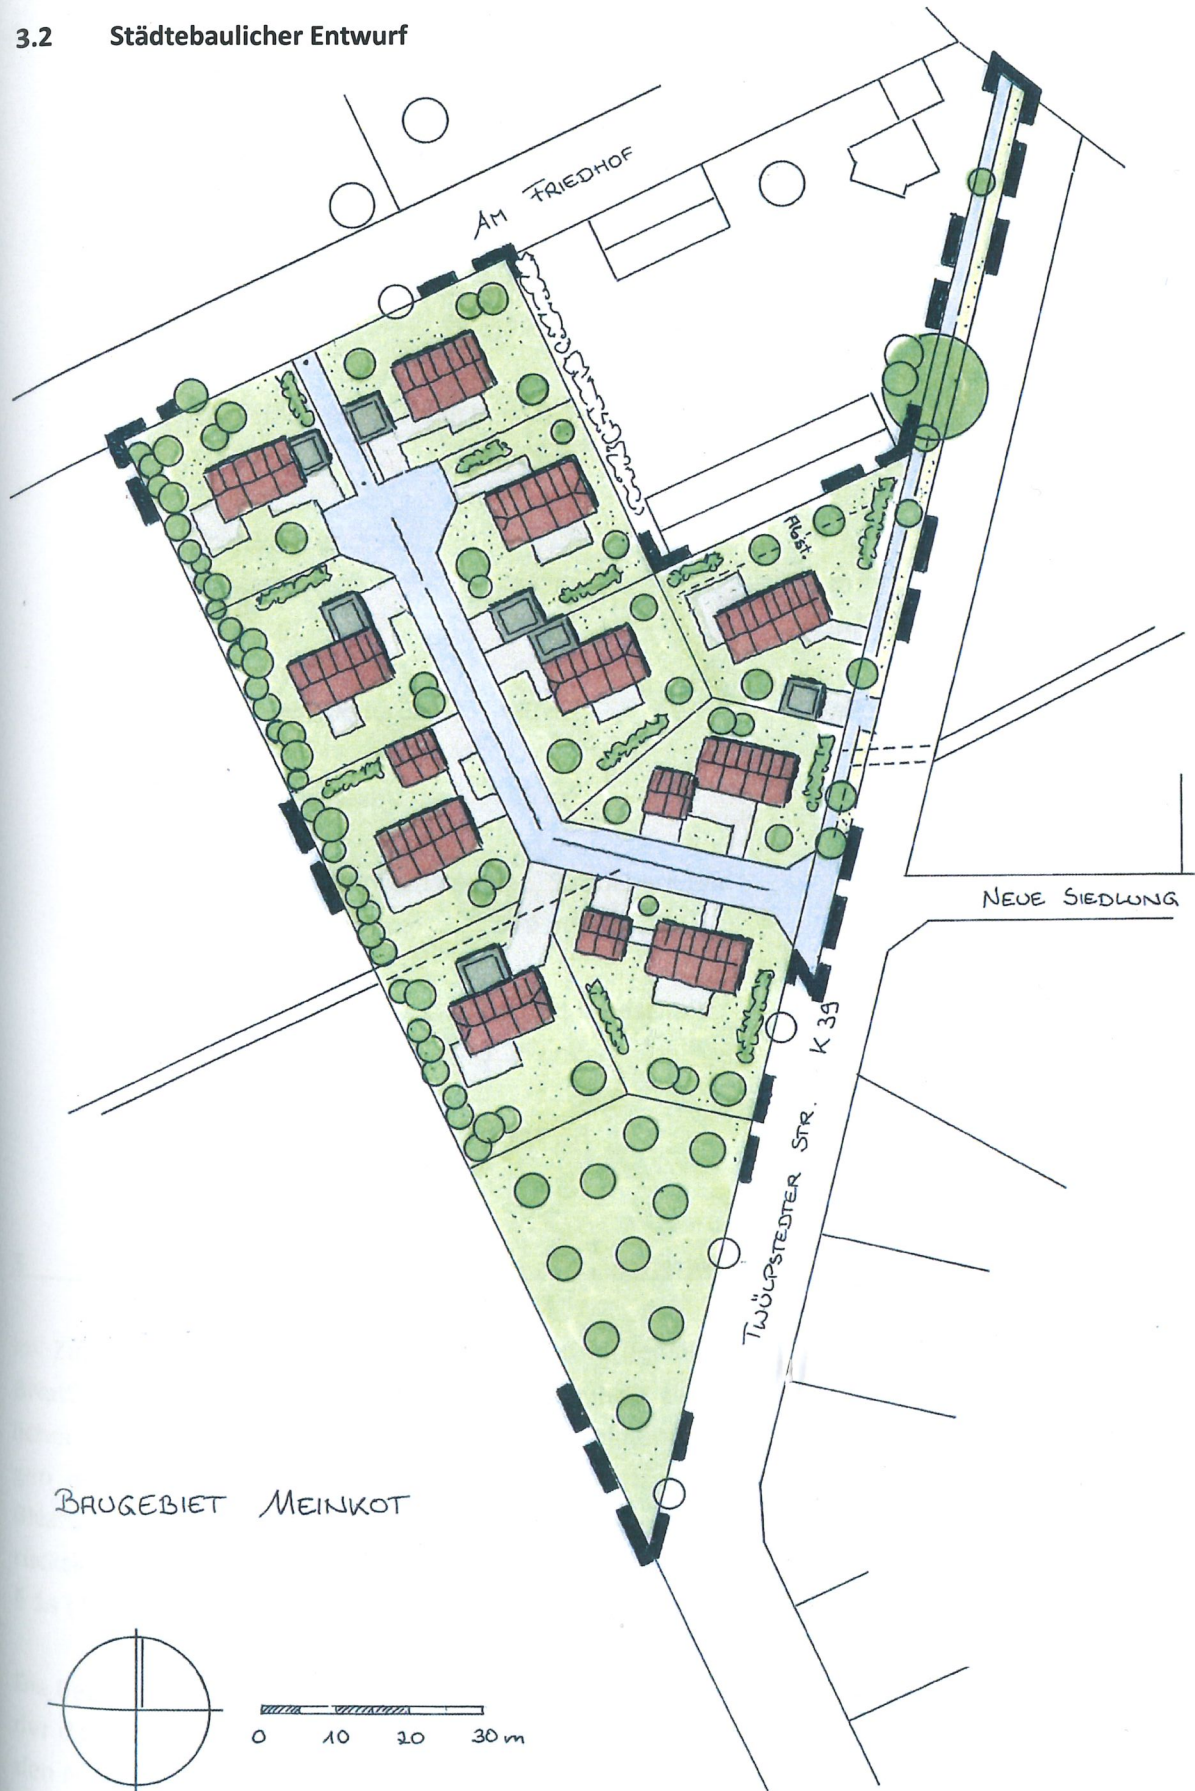 3.2 Städtebaulicher Entwurf
AM FRIEDHOF
Abst.
NEUE SIEDLUNG
K 39
TWÜLPSTEDTER STR.
BAUGEBIET MEINKOT
0 10 20 30 m